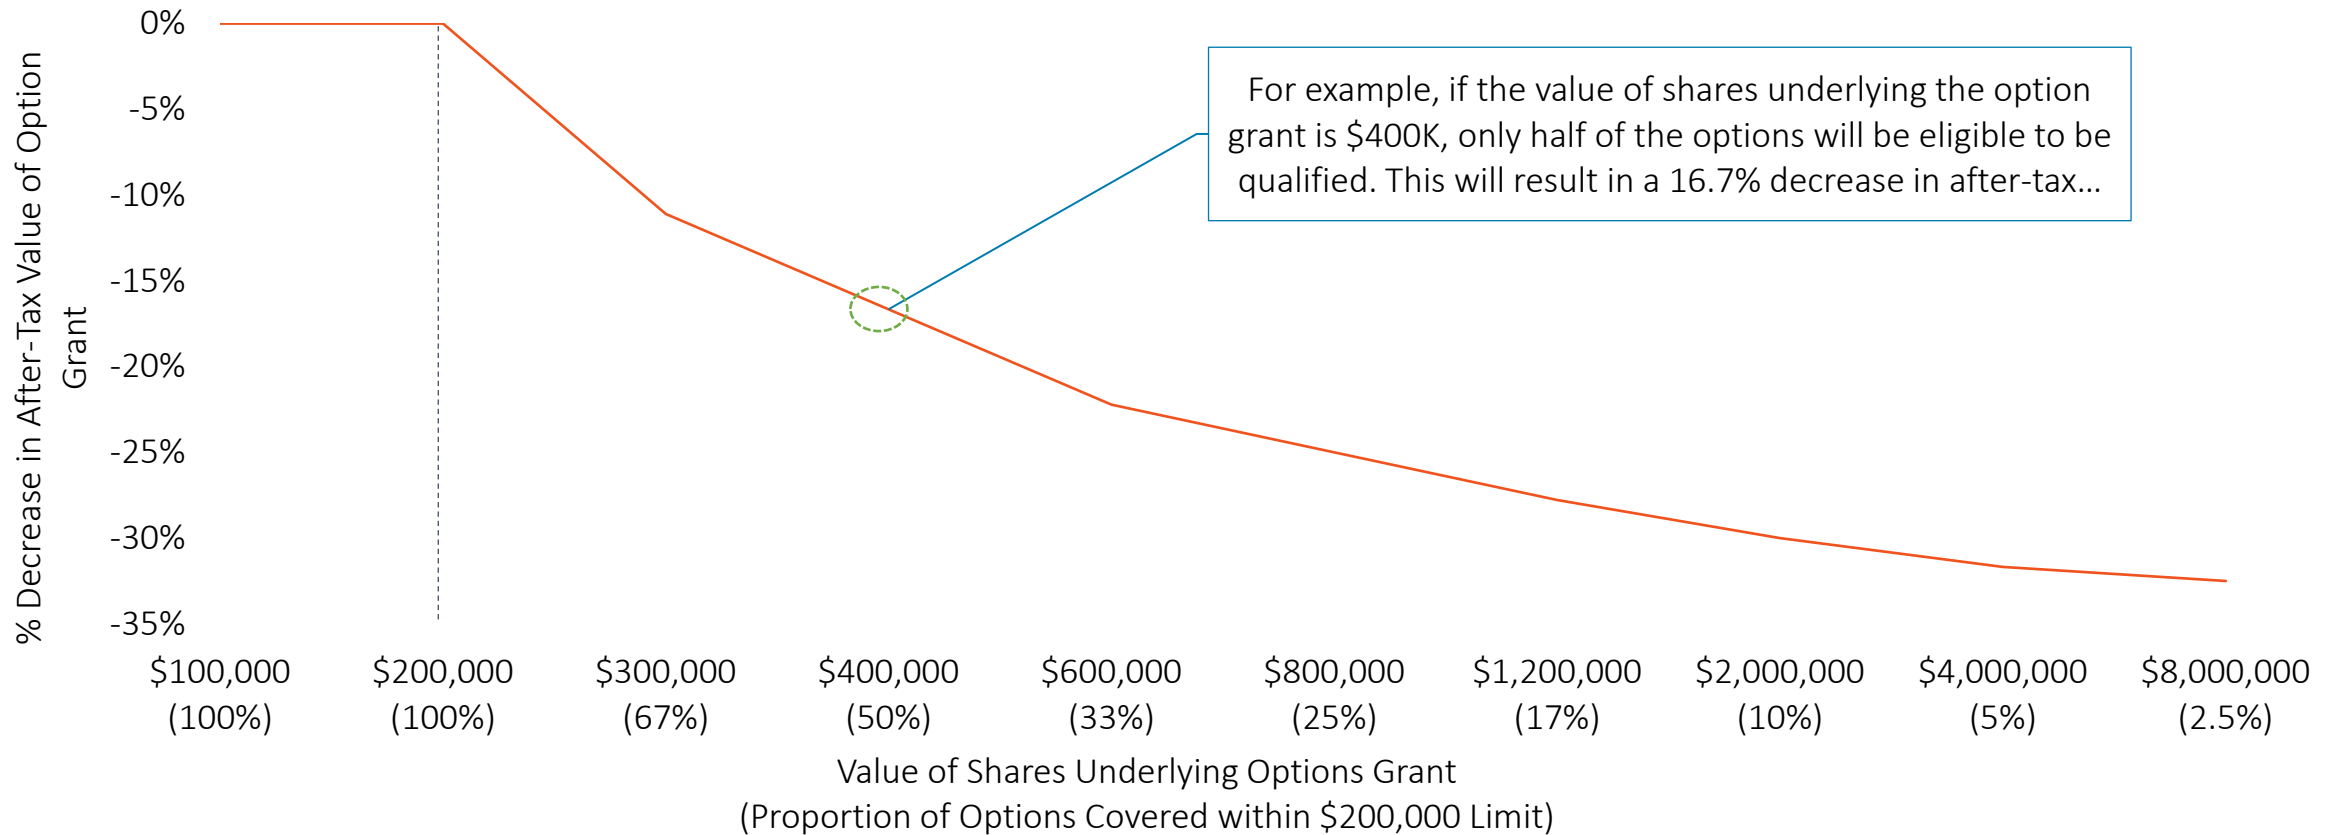 % Decrease in After-Tax Value of Option
Grant
0%
-5%
-10%
-15%
-20%
-25%
-30%
-35%
For example, if the value of shares underlying the option
grant is $400K, only half of the options will be eligible to be
qualified. This will result in a 16.7% decrease in after-tax...
$100,000 $200,000 $300,000 $400,000 $600,000 $800,000 $1,200,000 $2,000,000 $4,000,000 $8,000,000
(100%) (100%) (67%) (50%) (33%) (25%) (17%) (10%) (5%) (2.5%)
Value of Shares Underlying Options Grant
(Proportion of Options Covered within $200,000 Limit)